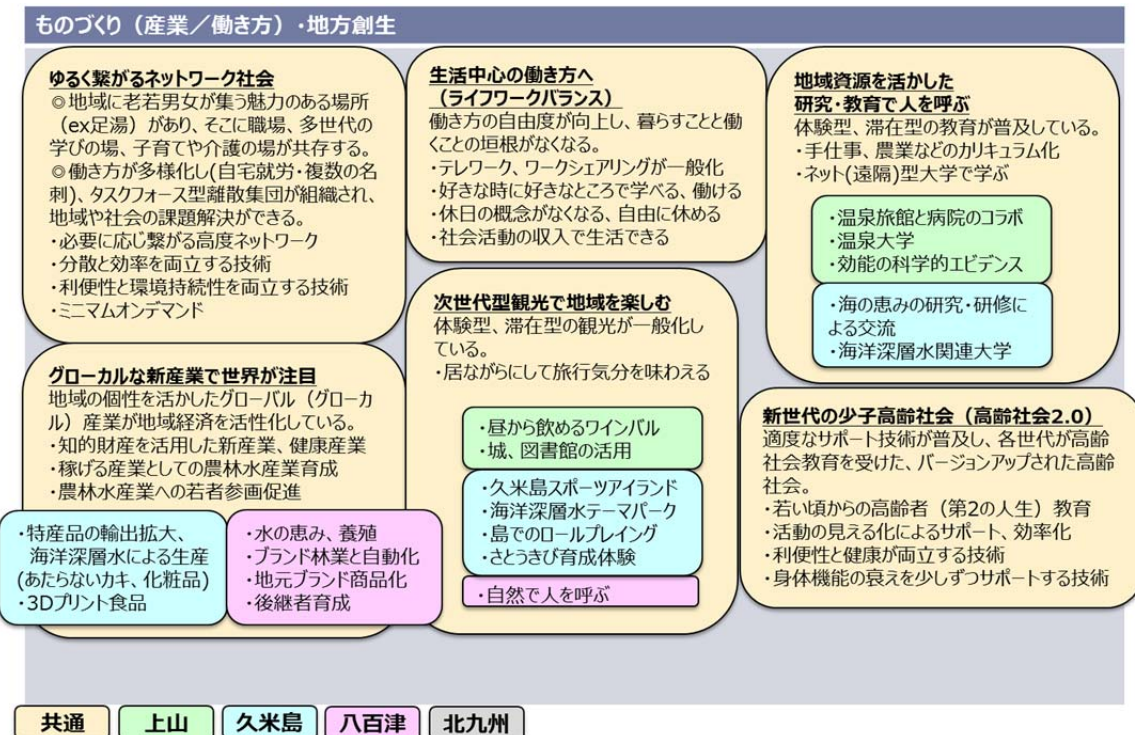 ものづくり（産業／働き方）・地方創生
ゆるく繋がるネットワーク社会
◎地域に老若男女が集う魅力のある場所
（ex足湯）があり、そこに職場、多世代の
学びの場、子育てや介護の場が共存する。
◎働き方が多様化し(自宅就労・複数の名
刺)、タスクフォース型離散集団が組織され、
地域や社会の課題解決ができる。
・必要に応じ繋がる高度ネットワーク
・分散と効率を両立する技術
・利便性と環境持続性を両立する技術
・ミニマムオンデマンド
グローカルな新産業で世界が注目
地域の個性を活かしたグローバル（グローカ
ル）産業が地域経済を活性化している。
・知的財産を活用した新産業、健康産業
・稼げる産業としての農林水産業育成
・農林水産業への若者参画促進
・特産品の輸出拡大、
海洋深層水による生産
(あたらないカキ、化粧品)
・3Dプリント食品
・水の恵み、養殖
・ブランド林業と自動化
・地元ブランド商品化
・後継者育成
生活中心の働き方へ
（ライフワークバランス）
働き方の自由度が向上し、暮らすことと働
くことの垣根がなくなる。
・テレワーク、ワークシェアリングが一般化
・好きな時に好きなところで学べる、働ける
・休日の概念がなくなる、自由に休める
・社会活動の収入で生活できる
次世代型観光で地域を楽しむ
体験型、滞在型の観光が一般化し
ている。
・居ながらにして旅行気分を味わえる
・昼から飲めるワインバル
・城、図書館の活用
・久米島スポーツアイランド
・海洋深層水テーマパーク
・島でのロールプレイング
・さとうきび育成体験
・自然で人を呼ぶ
地域資源を活かした
研究・教育で人を呼ぶ
体験型、滞在型の教育が普及している。
・手仕事、農業などのカリキュラム化
・ネット(遠隔)型大学で学ぶ
・温泉旅館と病院のコラボ
・温泉大学
・効能の科学的エビデンス
・海の恵みの研究・研修に
よる交流
・海洋深層水関連大学
新世代の少子高齢社会（高齢社会2.0）
適度なサポート技術が普及し、各世代が高齢
社会教育を受けた、バージョンアップされた高齢
社会。
・若い頃からの高齢者（第2の人生）教育
・活動の見える化によるサポート、効率化
・利便性と健康が両立する技術
・身体機能の衰えを少しずつサポートする技術
共通
上山
久米島
八百津
北九州